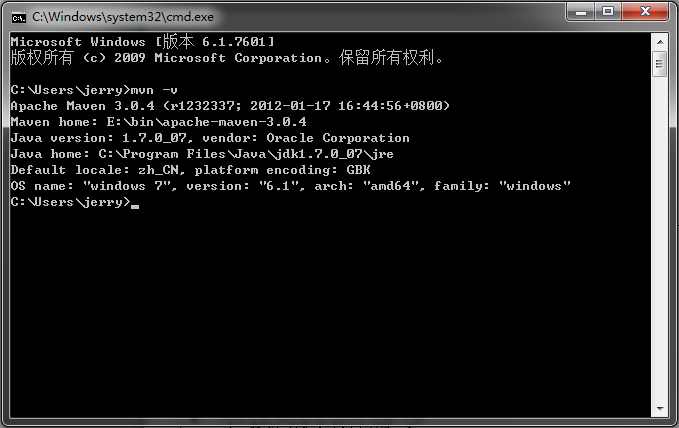 C:\Windows\system32\cmd.exe
Microsoft Windows [版本 6.1.7601]
版权所有 (c) 2009 Microsoft Corporation。保留所有权利。
C:\Users\jerry>mvn -v
Apache Maven 3.0.4 (r1232337; 2012-01-17 16:44:56+0800)
Maven home: E:\bin\apache-maven-3.0.4
Java version: 1.7.0_07, vendor: Oracle Corporation
Java home: C:\Program Files\Java\jdk1.7.0_07\jre
Default locale: zh_CN, platform encoding: GBK
OS name: "windows 7", version: "6.1", arch: "amd64", family: "windows"
C:\Users\jerry>